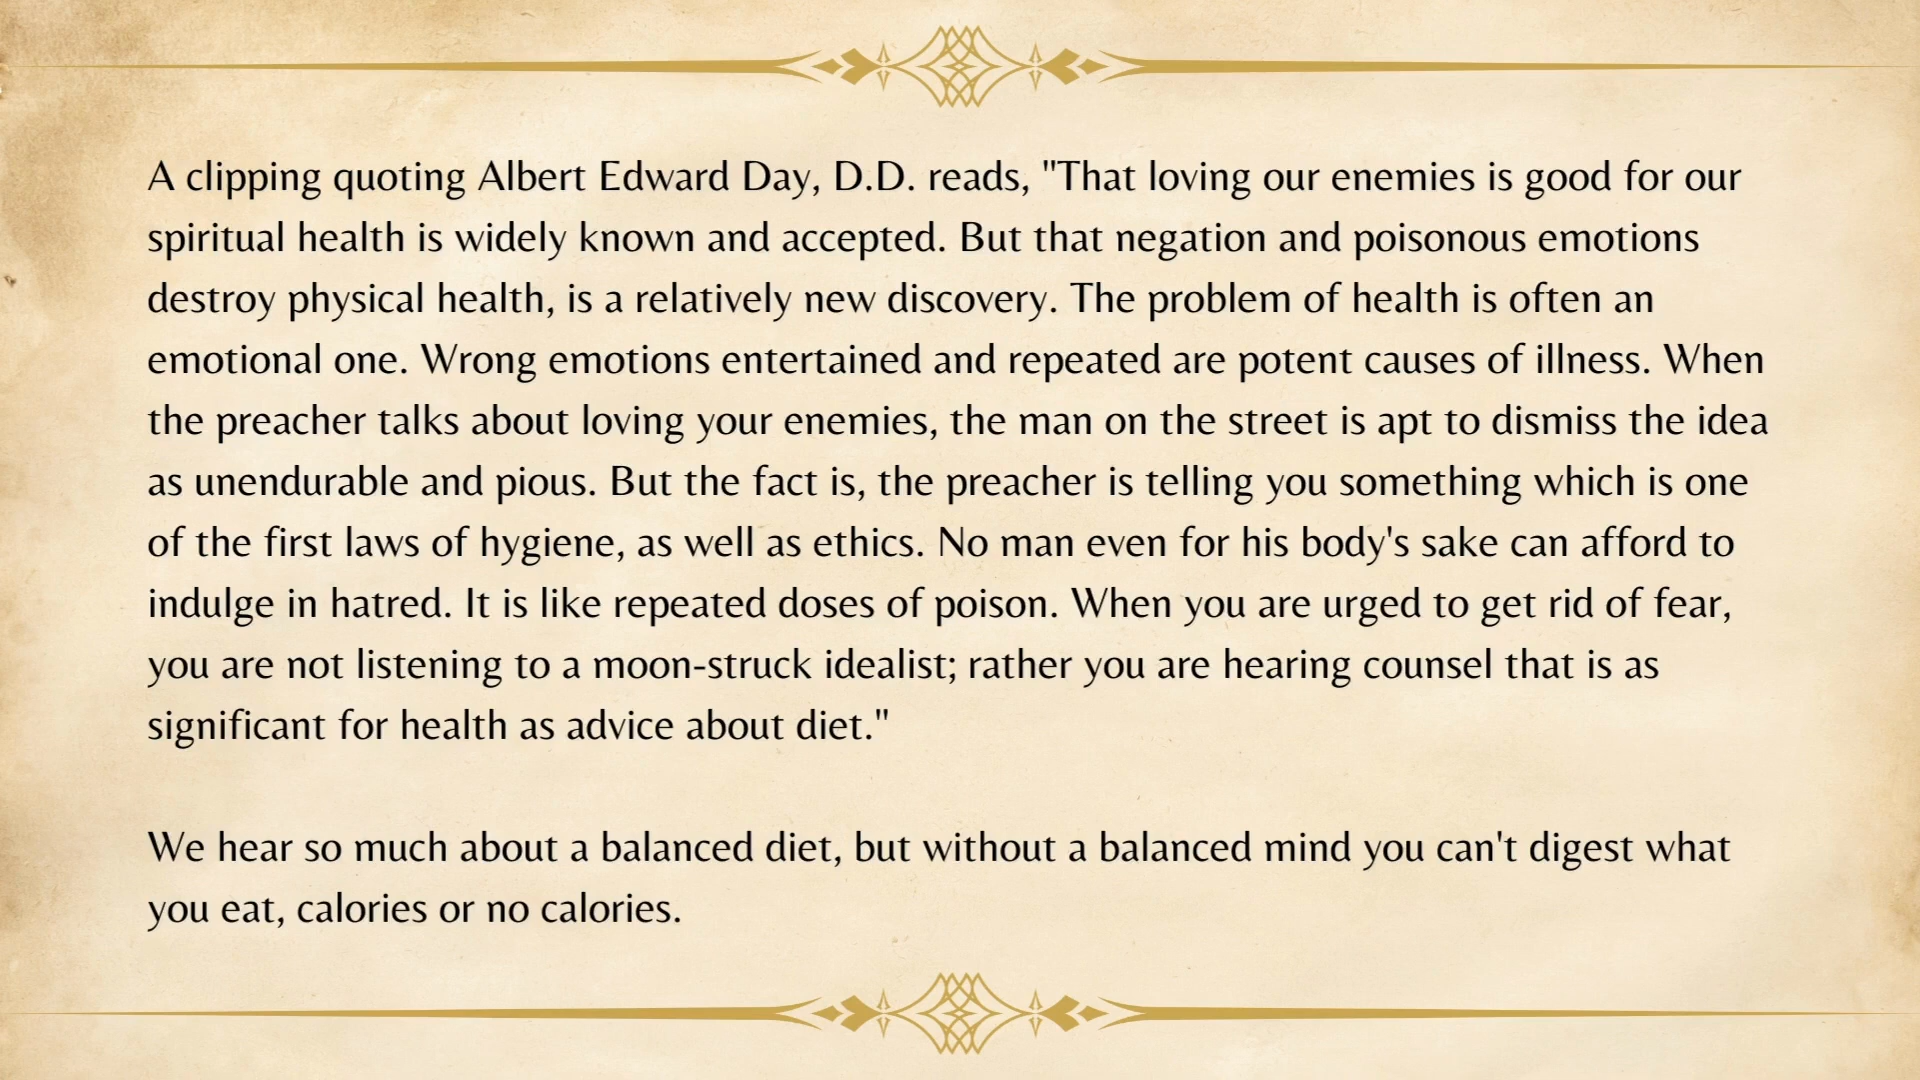 A clipping quoting Albert Edward Day, D.D. reads, "That loving our enemies is good for our
spiritual health is widely known and accepted. But that negation and poisonous emotions
destroy physical health, is a relatively new discovery. The problem of health is often an
emotional one. Wrong emotions entertained and repeated are potent causes of illness. When
the preacher talks about loving your enemies, the man on the street is apt to dismiss the idea
as unendurable and pious. But the fact is, the preacher is telling you something which is one
of the first laws of hygiene, as well as ethics. No man even for his body's sake can afford to
indulge in hatred. It is like repeated doses of poison. When you are urged to get rid of fear,
you are not listening to a moon-struck idealist; rather you are hearing counsel that is as
significant for health as advice about diet."
We hear so much about a balanced diet, but without a balanced mind you can't digest what
you eat, calories or no calories.